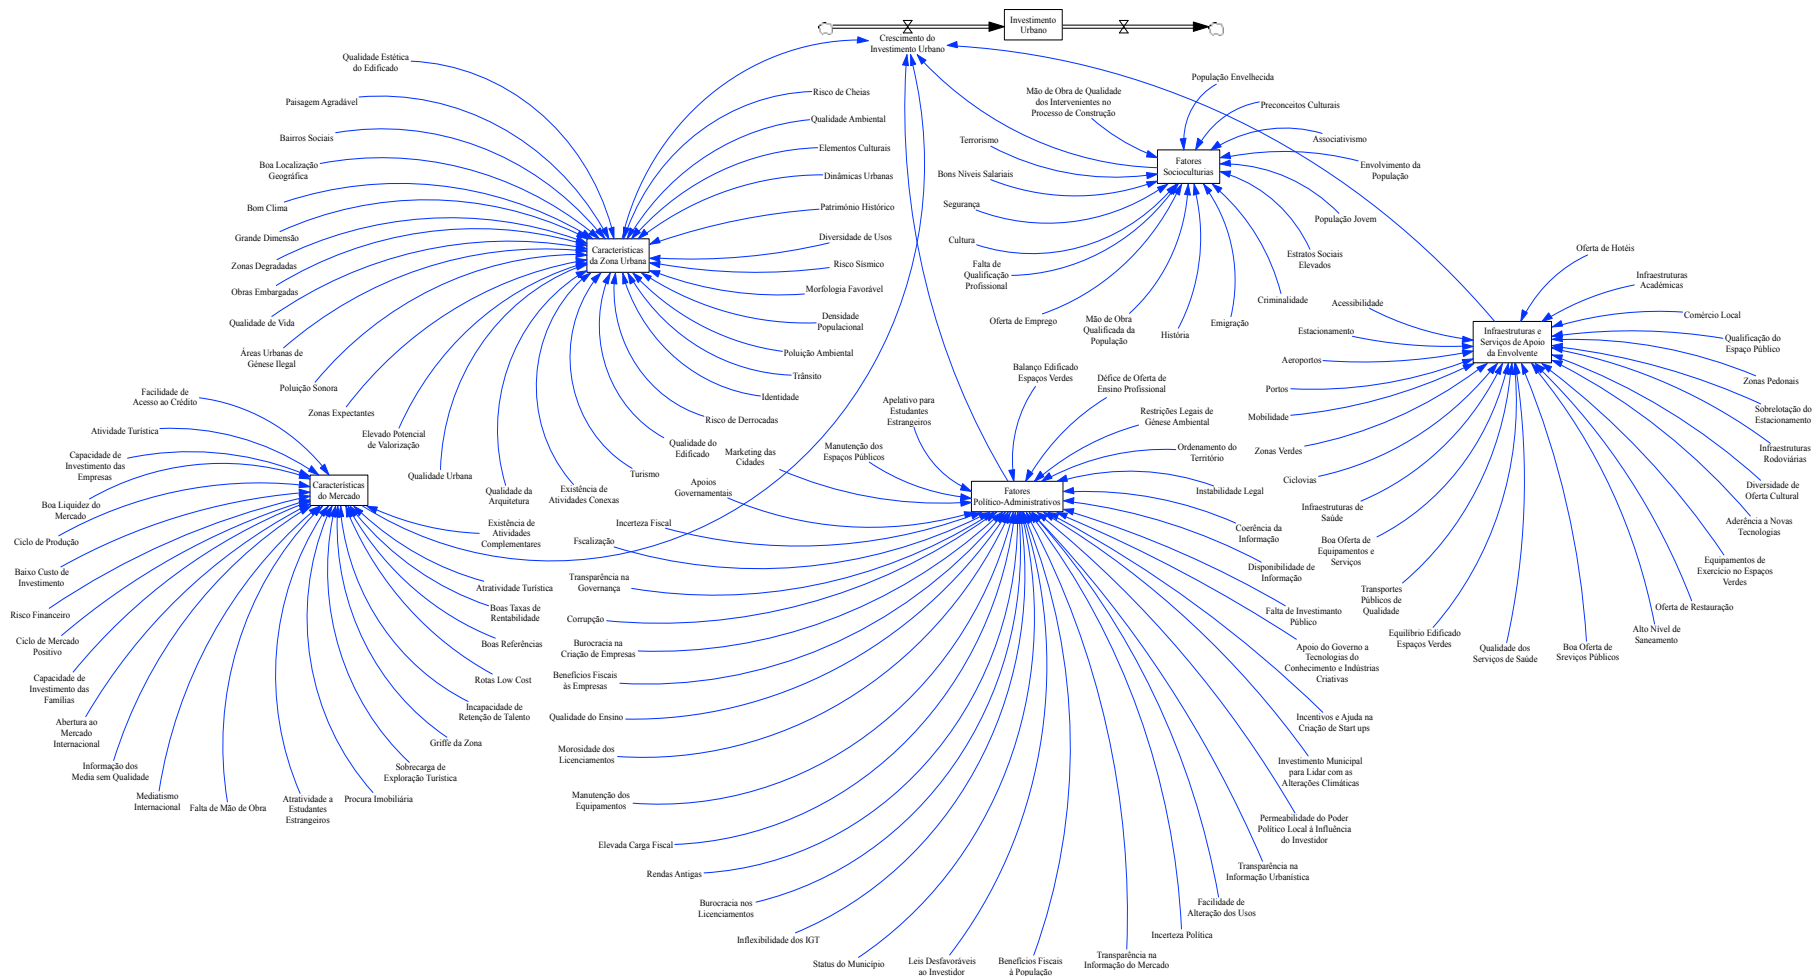 Investimento
Urbano
Crescimento do
Investimento Urbano
Qualidade Estética
do Edificado
Paisagem Agradável
Bairros Sociais
Boa Localização
Geográfica
Bom Clima
Grande Dimensão
Zonas Degradadas
Obras Embargadas
Qualidade de Vida
Áreas Urbanas de
Génese Ilegal
Poluição Sonora
Zonas Expectantes
Elevado Potencial
de Valorização
Qualidade Urbana
Qualidade da
Arquitetura
Existência de
Atividades Conexas
Turismo
Qualidade do
Edificado
Risco de Derrocadas
Identidade
Trânsito
Poluição Ambiental
Densidade
Populacional
Morfologia Favorável
Risco Sísmico
Diversidade de Usos
Património Histórico
Dinâmicas Urbanas
Elementos Culturais
Qualidade Ambiental
Risco de Cheias
Características
da Zona Urbana
População Envelhecida
Mão de Obra de Qualidade
dos Intervenientes no
Processo de Construção
Preconceitos Culturais
Associativismo
Terrorismo
Envolvimento da
População
Bons Níveis Salariais
Fatores
Socioculturias
Segurança
População Jovem
Cultura
Estratos Sociais
Elevados
Falta de
Qualificação
Profissional
Criminalidade
Oferta de Emprego
Mão de Obra
Qualificada da
População
História
Emigração
Oferta de Hotéis
Infraestruturas
Académicas
Acessibilidade
Comércio Local
Estacionamento
Infraestruturas e
Serviços de Apoio
da Envolvente
Qualificação do
Espaço Público
Aeroportos
Zonas Pedonais
Portos
Sobrelotação do
Estacionamento
Mobilidade
Infraestruturas
Rodoviárias
Zonas Verdes
Ciclovias
Diversidade de
Oferta Cultural
Infraestruturas de
Saúde
Aderência a Novas
Tecnologias
Boa Oferta de
Equipamentos e
Serviços
Equipamentos de
Exercício no Espaços
Verdes
Transportes
Públicos de
Qualidade
Oferta de Restauração
Equilíbrio Edificado
Espaços Verdes
Alto Nível de
Saneamento
Qualidade dos
Serviços de Saúde
Boa Oferta de
Sreviços Públicos
Facilidade de
Acesso ao Crédito
Atividade Turística
Capacidade de
Investimento das
Empresas
Boa Liquidez do
Mercado
Ciclo de Produção
Baixo Custo de
Investimento
Risco Financeiro
Ciclo de Mercado
Positivo
Capacidade de
Investimento das
Famílias
Abertura ao
Mercado
Internacional
Informação dos
Media sem Qualidade
Mediatismo
Internacional
Falta de Mão de Obra
Atratividade a
Estudantes
Estrangeiros
Procura Imobiliária
Sobrecarga de
Exploração Turística
Griffe da Zona
Incapacidade de
Retenção de Talento
Rotas Low Cost
Boas Referências
Boas Taxas de
Rentabilidade
Atratividade Turística
Existência de
Atividades
Complementares
Características
do Mercado
Balanço Edificado
Espaços Verdes
Défice de Oferta de
Ensino Profissional
Apelativo para
Estudantes
Estrangeiros
Restrições Legais de
Génese Ambiental
Manutenção dos
Espaços Públicos
Ordenamento do
Território
Marketing das
Cidades
Instabilidade Legal
Apoios
Governamentais
Fatores
Político-Administrativos
Incerteza Fiscal
Coerência da
Informação
Fscalização
Disponibilidade de
Informação
Transparência na
Governança
Falta de Investimanto
Público
Corrupção
Burocracia na
Criação de Empresas
Apoio do Governo a
Tecnologias do
Conhecimento e Indústrias
Criativas
Benefícios Fiscais
às Empresas
Qualidade do Ensino
Incentivos e Ajuda na
Criação de Start ups
Morosidade dos
Licenciamentos
Investimento Municipal
para Lidar com as
Alterações Climáticas
Manutenção dos
Equipamentos
Permeabilidade do Poder
Político Local à Influência
do Investidor
Elevada Carga Fiscal
Transparência na
Informação Urbanística
Rendas Antigas
Facilidade de
Alteração dos Usos
Burocracia nos
Licenciamentos
Incerteza Política
Inflexibilidade dos IGT
Transparência na
Informação do Mercado
Status do Município
Leis Desfavoráveis
ao Investidor
Benefícios Fiscais
à População